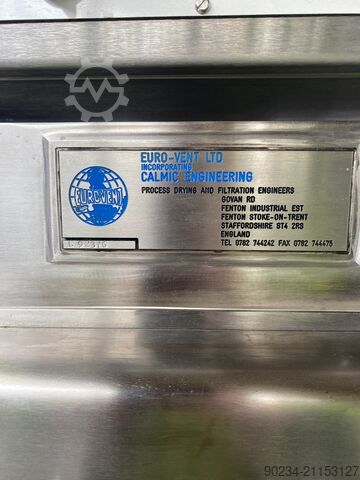 EURO-VENT LTD
INCORPORATING
CALMIC ENGINEERING
PROCESS DRYING AND FILTRATION ENGINEERS
GOVAN RD
FENTON INDUSTRIAL EST
FENTON STOKE-ON-TRENT
STAFFORDSHIRE ST4 2RS
ENGLAND
TEL 0782 744242 FAX 0782 744475
EUROVENT
90234-21153127